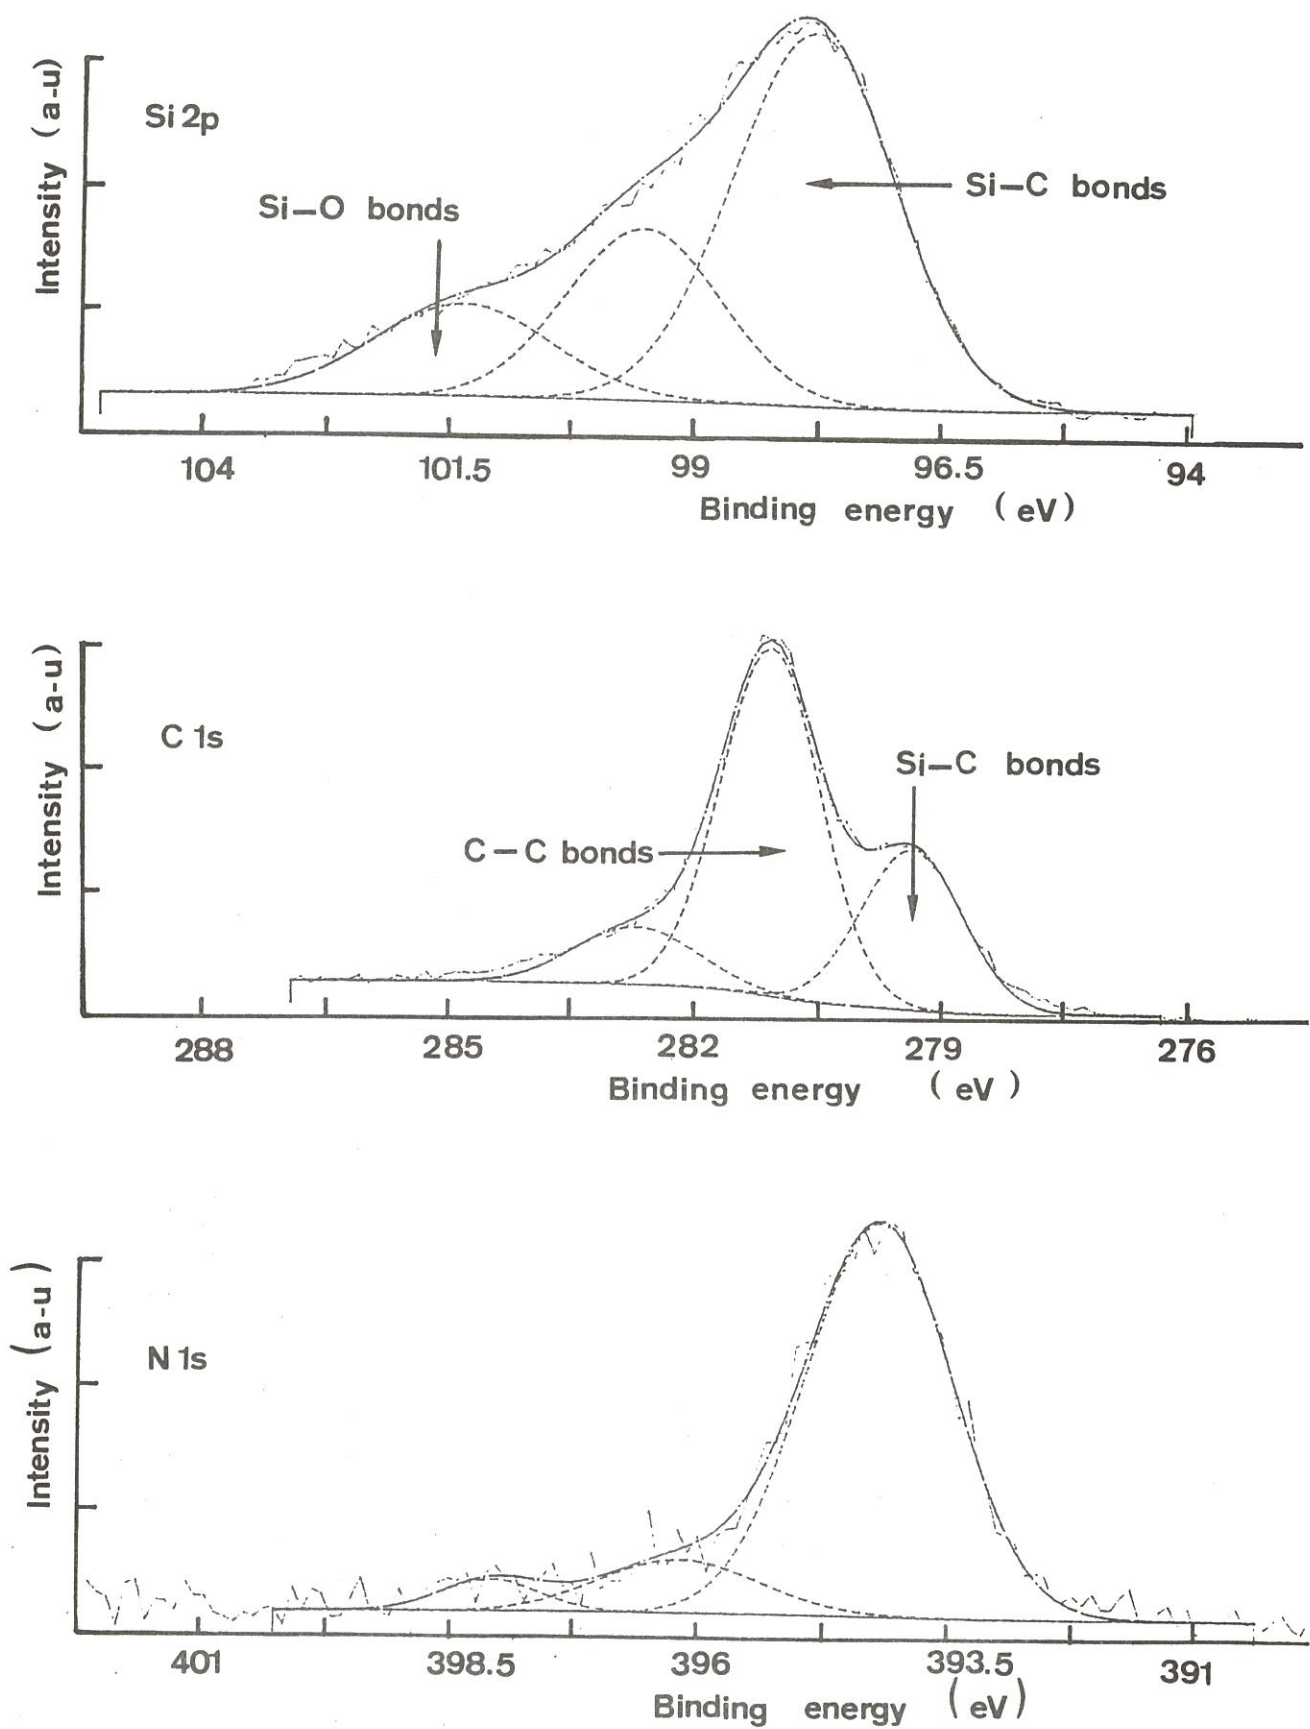 Intensity (a-u)
Si 2p
Si–O bonds
Si–C bonds
104 101.5 99 96.5 94
Binding energy (eV)
Intensity (a-u)
C 1s
C–C bonds
Si–C bonds
288 285 282 279 276
Binding energy (eV)
Intensity (a-u)
N 1s
401 398.5 396 393.5 391
Binding energy (eV)